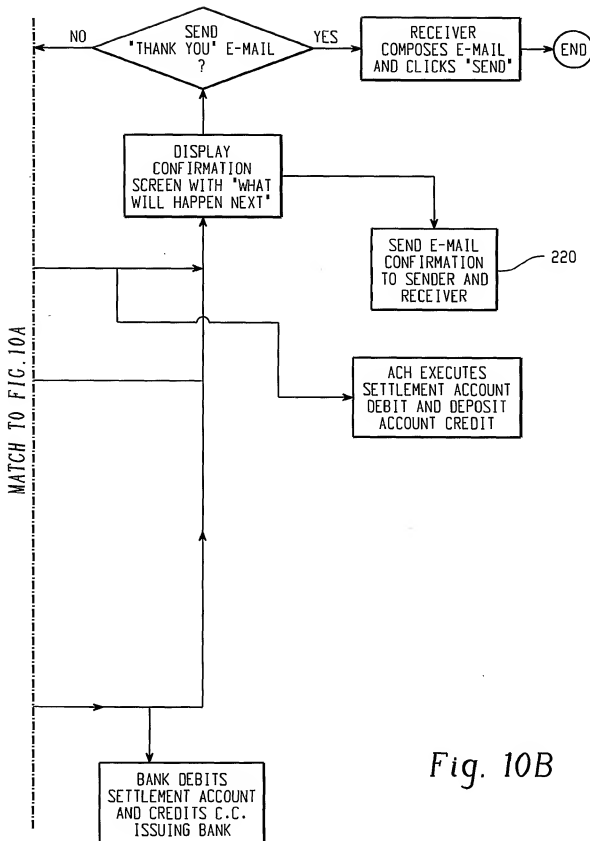 NO
SEND
"THANK YOU" E-MAIL
?
YES
RECEIVER
COMPOSES E-MAIL
AND CLICKS "SEND"
END
DISPLAY
CONFIRMATION
SCREEN WITH "WHAT
WILL HAPPEN NEXT"
SEND E-MAIL
CONFIRMATION
TO SENDER AND
RECEIVER
220
ACH EXECUTES
SETTLEMENT ACCOUNT
DEBIT AND DEPOSIT
ACCOUNT CREDIT
MATCH TO FIG.10A
BANK DEBITS
SETTLEMENT ACCOUNT
AND CREDITS C.C.
ISSUING BANK
Fig. 10B